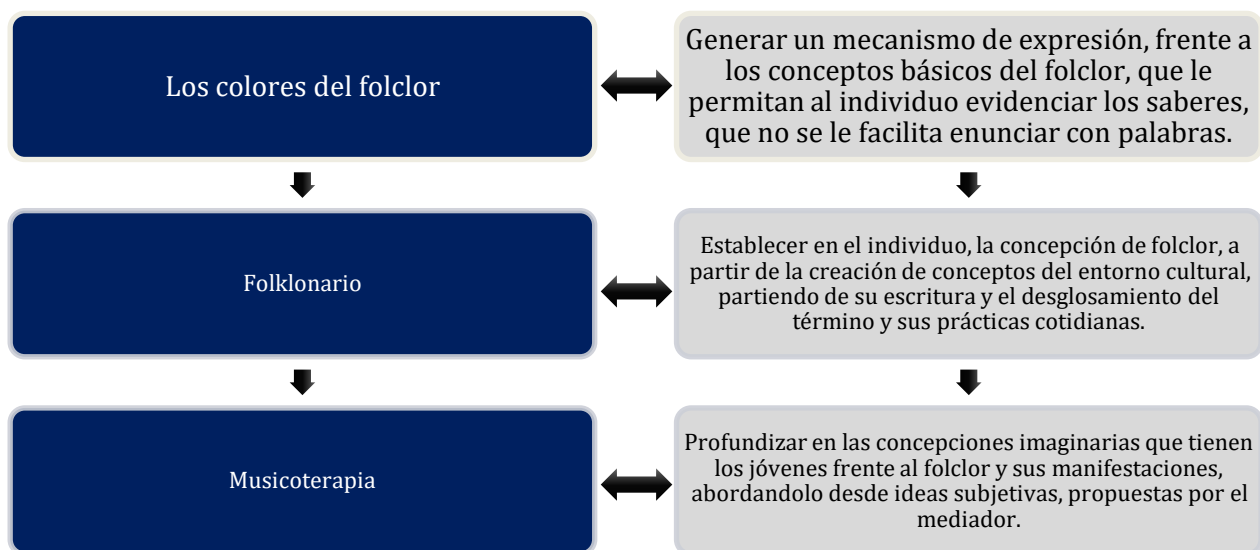 Los colores del folclor
Generar un mecanismo de expresión, frente a
los conceptos básicos del folclor, que le
permitan al individuo evidenciar los saberes,
que no se le facilita enunciar con palabras.
Folklonario
Establecer en el individuo, la concepción de folclor, a
partir de la creación de conceptos del entorno cultural,
partiendo de su escritura y el desglosamiento del
término y sus prácticas cotidianas.
Musicoterapia
Profundizar en las concepciones imaginarias que tienen
los jóvenes frente al folclor y sus manifestaciones,
abordandolo desde ideas subjetivas, propuestas por el
mediador.